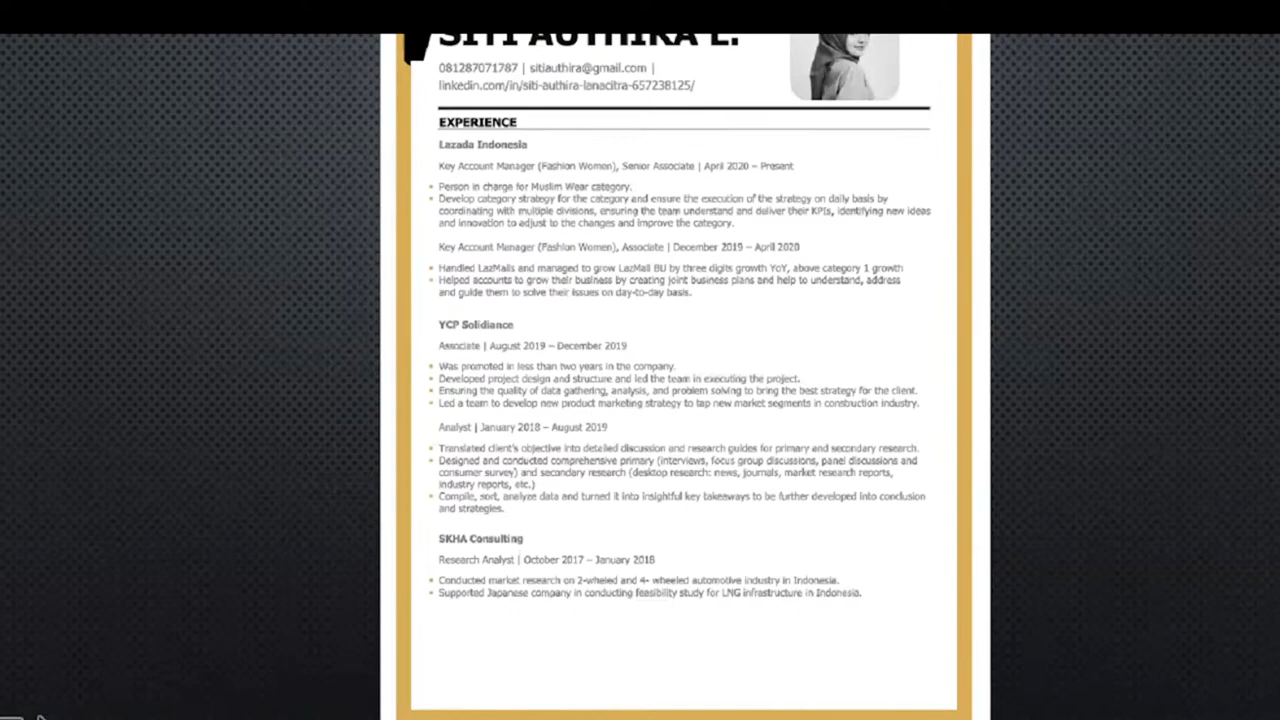 SITI AUTHIRA L.
081287071787 | sitiauthira@gmail.com |
linkedin.com/in/siti-authira-lanacitra-657238125/
EXPERIENCE
Lazada Indonesia
Key Account Manager (Fashion Women), Senior Associate | April 2020 – Present
• Person in charge for Muslim Wear category.
• Develop category strategy for the category and ensure the execution of the strategy on daily basis by
coordinating with multiple divisions, ensuring the team understand and deliver their KPIs, identifying new ideas
and innovation to adjust to the changes and improve the category.
Key Account Manager (Fashion Women), Associate | December 2019 – April 2020
• Handled LazMalls and managed to grow LazMall BU by three digits growth YoY, above category 1 growth
• Helped accounts to grow their business by creating joint business plans and help to understand, address
and guide them to solve their issues on day-to-day basis.
YCP Solidiance
Associate | August 2019 – December 2019
• Was promoted in less than two years in the company.
• Developed project design and structure and led the team in executing the project.
• Ensuring the quality of data gathering, analysis, and problem solving to bring the best strategy for the client.
• Led a team to develop new product marketing strategy to tap new market segments in construction industry.
Analyst | January 2018 – August 2019
• Translated client's objective into detailed discussion and research guides for primary and secondary research.
• Designed and conducted comprehensive primary (interviews, focus group discussions, panel discussions and
consumer survey) and secondary research (desktop research: news, journals, market research reports,
industry reports, etc.)
• Compile, sort, analyze data and turned it into insightful key takeaways to be further developed into conclusion
and strategies.
SKHA Consulting
Research Analyst | October 2017 – January 2018
• Conducted market research on 2-wheled and 4- wheeled automotive industry in Indonesia.
• Supported Japanese company in conducting feasibility study for LNG infrastructure in Indonesia.